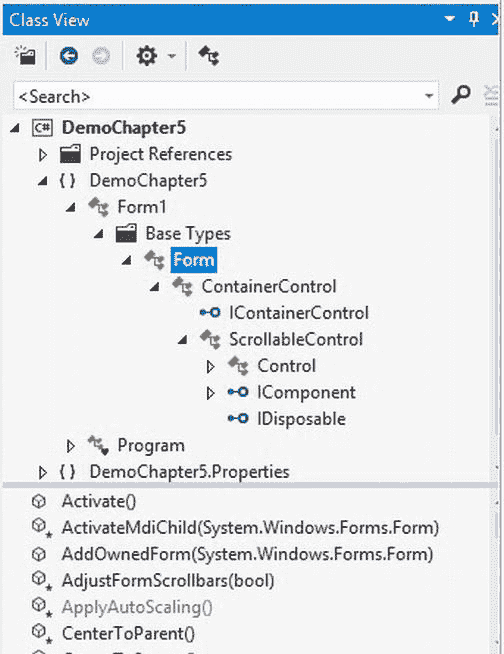 Class View
<Search>
C# DemoChapter5
Project References
{ } DemoChapter5
Form1
Base Types
Form
ContainerControl
IContainerControl
ScrollableControl
Control
IComponent
IDisposable
Program
{ } DemoChapter5.Properties
Activate()
ActivateMdiChild(System.Windows.Forms.Form)
AddOwnedForm(System.Windows.Forms.Form)
AdjustFormScrollbars(bool)
ApplyAutoScaling()
CenterToParent()